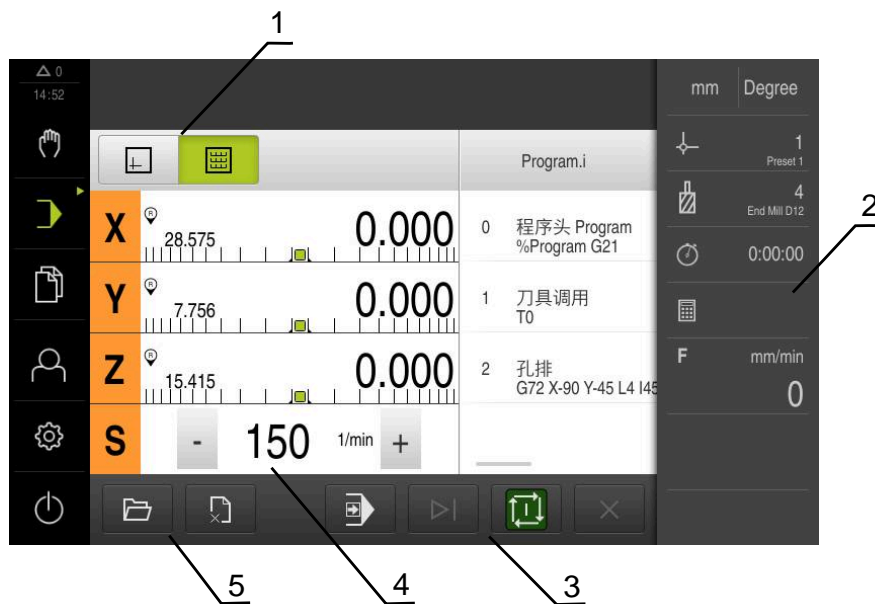 1
0
14:52
mm Degree
Program.i
1
Preset 1
4
End Mill D12
2
0:00:00
X R 28.575 0.000
0 程序头 Program
%Program G21
Y R 7.756 0.000
1 刀具调用
T0
Z R 15.415 0.000
2 孔排
G72 X-90 Y-45 L4 I45
F mm/min
0
S - 150 1/min +
5
4
3